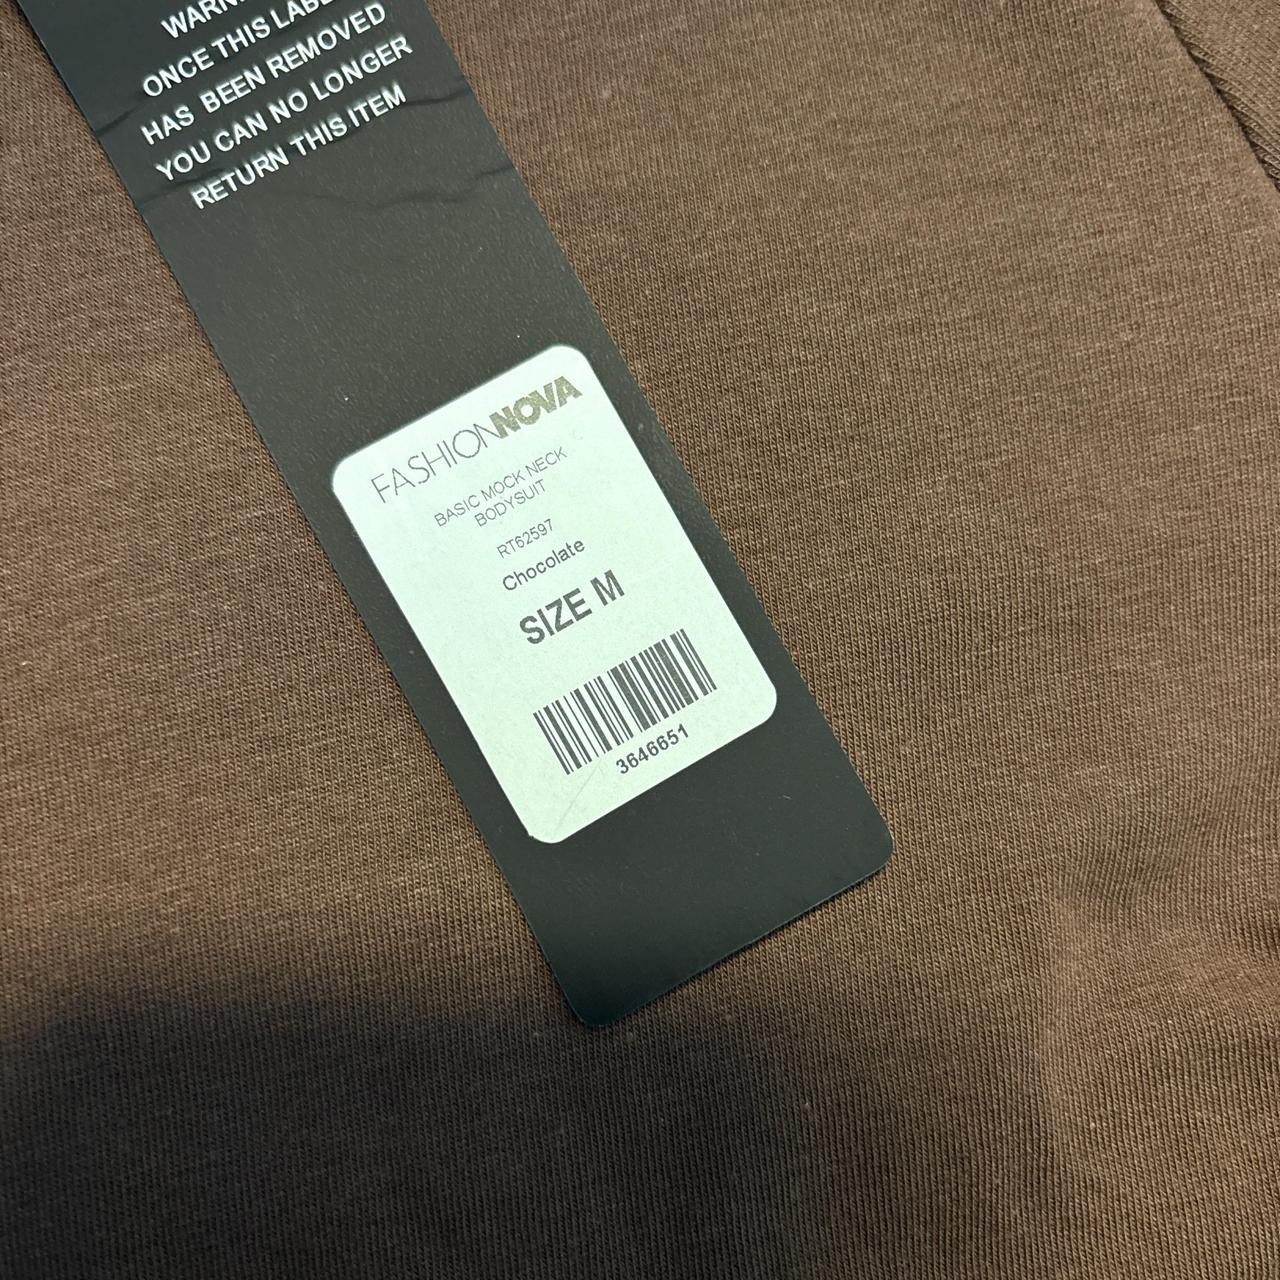 ONCE THIS LABEL
HAS BEEN REMOVED
YOU CAN NO LONGER
RETURN THIS ITEM
FASHIONNOVA
BASIC MOCK NECK
BODYSUIT
RT62597
Chocolate
SIZE M
3646651